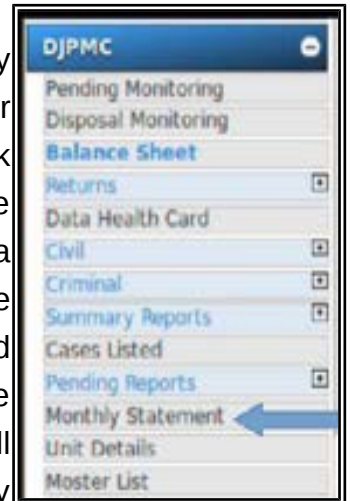 DJPMC
Pending Monitoring
Disposal Monitoring
Balance Sheet
Returns
Data Health Card
Civil
Criminal
Summary Reports
Cases Listed
Pending Reports
Monthly Statement
Unit Details
Moster List